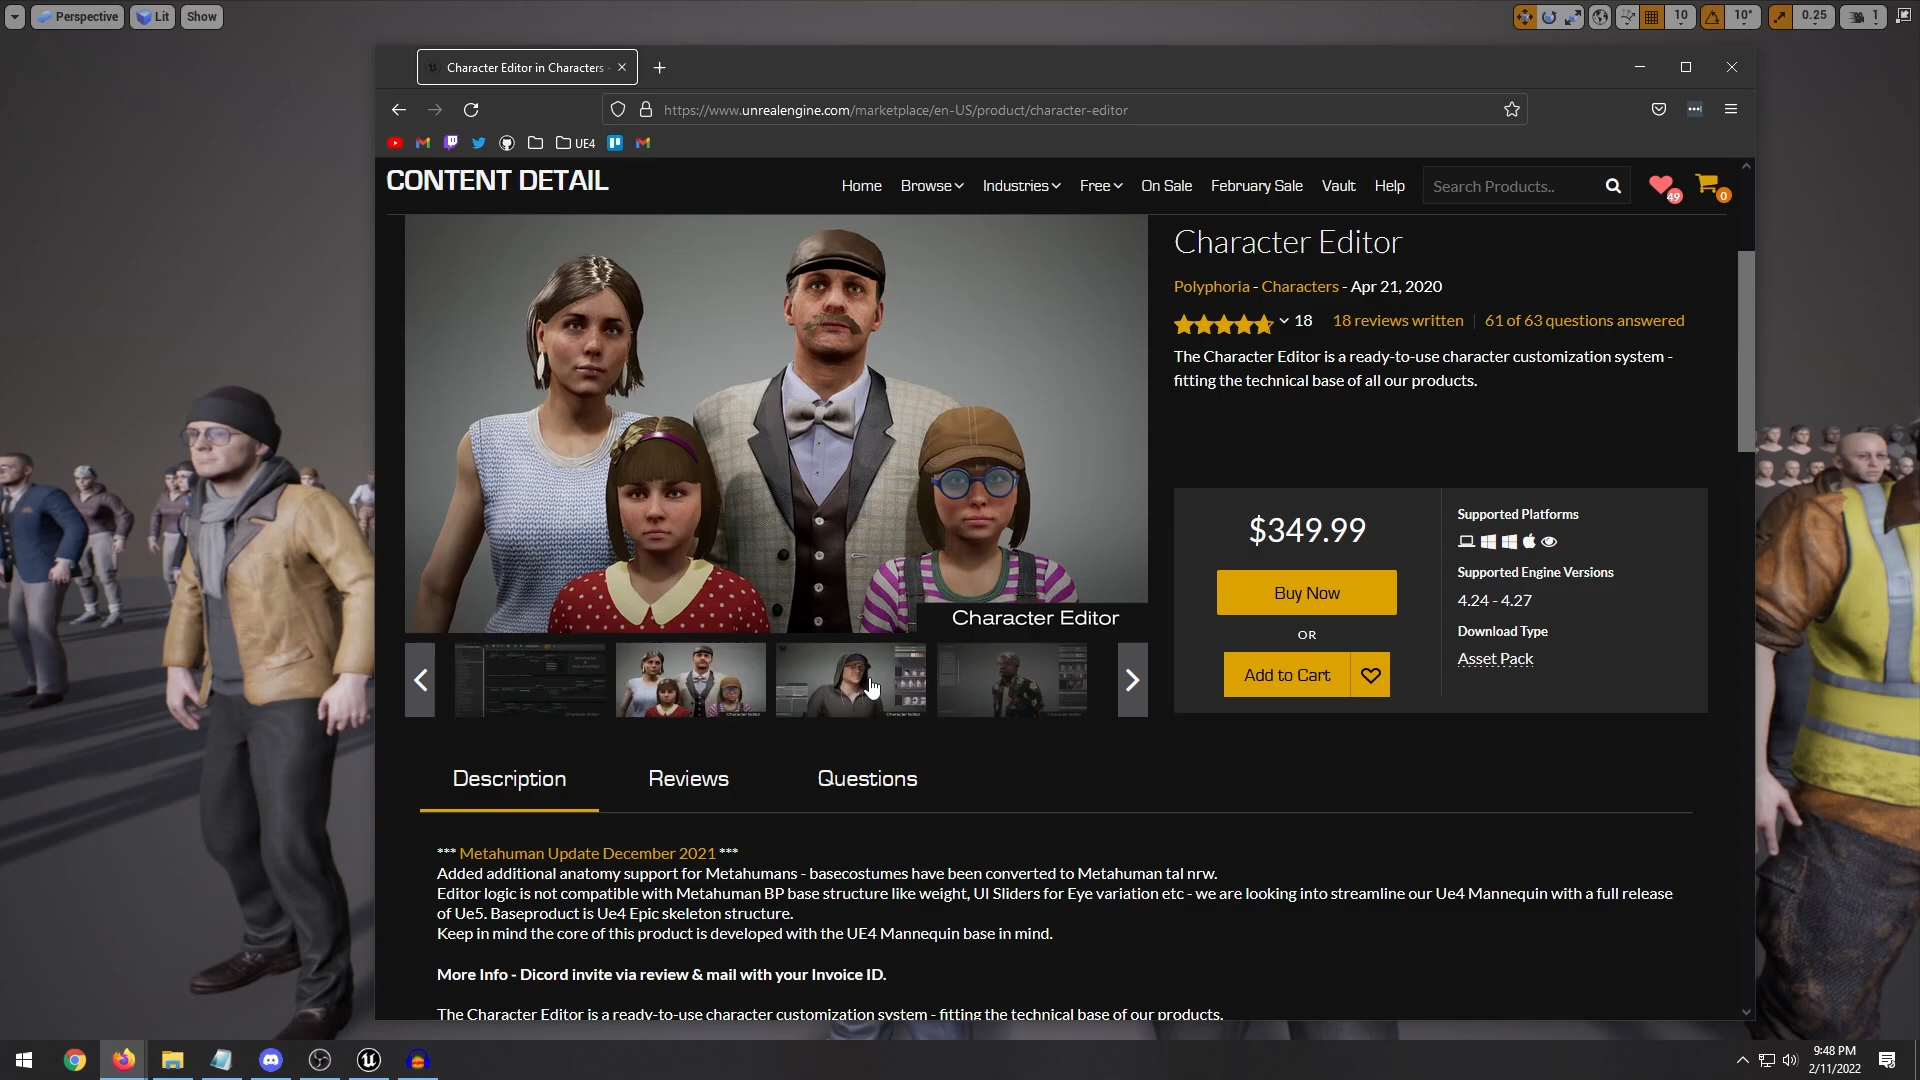 Perspective
Lit
Show
10
10°
0.25
1
Character Editor in Characters -
https://www.unrealengine.com/marketplace/en-US/product/character-editor
UE4
CONTENT DETAIL
Home
Browse
Industries
Free
On Sale
February Sale
Vault
Help
Search Products..
49
0
Character Editor
Polyphoria - Characters - Apr 21, 2020
18
18 reviews written
61 of 63 questions answered
The Character Editor is a ready-to-use character customization system -
fitting the technical base of all our products.
Character Editor
$349.99
Buy Now
OR
Add to Cart
Supported Platforms
Supported Engine Versions
4.24 - 4.27
Download Type
Asset Pack
Description
Reviews
Questions
*** Metahuman Update December 2021 ***
Added additional anatomy support for Metahumans - basecostumes have been converted to Metahuman tal nrw.
Editor logic is not compatible with Metahuman BP base structure like weight, UI Sliders for Eye variation etc - we are looking into streamline our Ue4 Mannequin with a full release
of Ue5. Baseproduct is Ue4 Epic skeleton structure.
Keep in mind the core of this product is developed with the UE4 Mannequin base in mind.
More Info - Dicord invite via review & mail with your Invoice ID.
The Character Editor is a ready-to-use character customization system - fitting the technical base of our products.
9:48 PM
2/11/2022